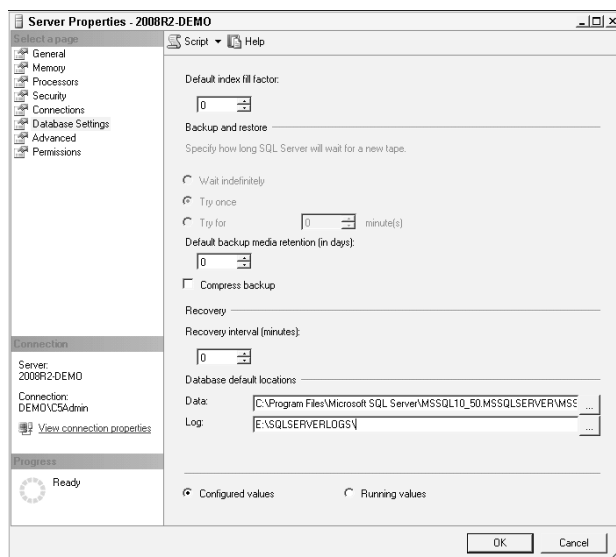 Server Properties - 2008R2-DEMO
Select a page
General
Memory
Processors
Security
Connections
Database Settings
Advanced
Permissions
Script Help
Default index fill factor:
0
Backup and restore
Specify how long SQL Server will wait for a new tape.
Wait indefinitely
Try once
Try for 0 minute(s)
Default backup media retention (in days):
0
Compress backup
Recovery
Recovery interval (minutes):
0
Database default locations
Data: C:\Program Files\Microsoft SQL Server\MSSQL10_50.MSSQLSERVER\MSS ...
Log: E:\SQLSERVERLOGS\ ...
Configured values Running values
Connection
Server:
2008R2-DEMO
Connection:
DEMO\C5Admin
View connection properties
Progress
Ready
OK Cancel